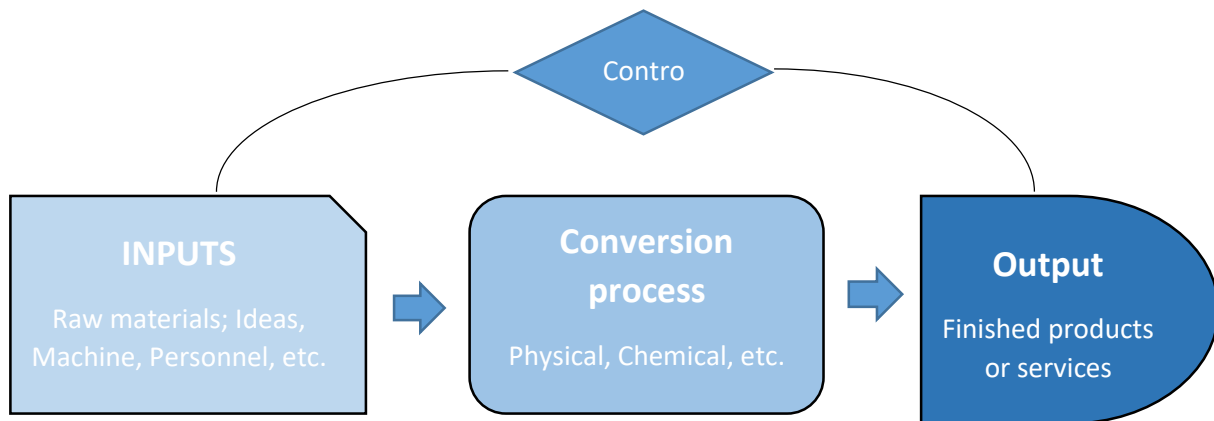 Contro
INPUTS
Raw materials; Ideas,
Machine, Personnel, etc.
Conversion
process
Physical, Chemical, etc.
Output
Finished products
or services